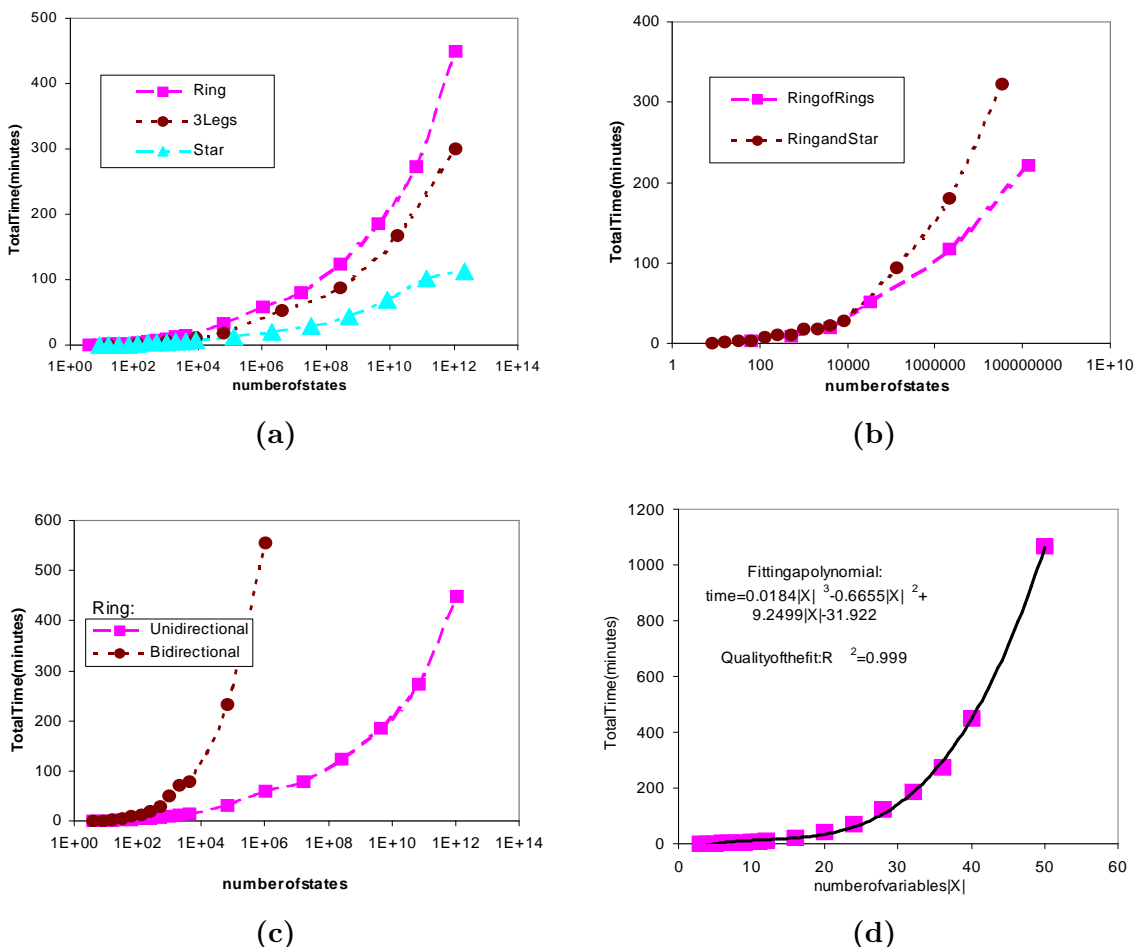 500
400
300
200
100
0
TotalTime(minutes)
Ring
3Legs
Star
1E+00 1E+02 1E+04 1E+06 1E+08 1E+10 1E+12 1E+14
numberofstates
(a)
400
300
200
100
0
TotalTime(minutes)
RingofRings
RingandStar
1 100 10000 1000000 100000000 1E+10
numberofstates
(b)
600
500
400
300
200
100
0
TotalTime(minutes)
Ring:
Unidirectional
Bidirectional
1E+00 1E+02 1E+04 1E+06 1E+08 1E+10 1E+12 1E+14
numberofstates
(c)
1200
1000
800
600
400
200
0
TotalTime(minutes)
Fittingapolynomial:
time=0.0184|X| 3-0.6655|X| 2+
9.2499|X|-31.922
Qualityofthefit:R 2=0.999
0 10 20 30 40 50 60
numberofvariables|X|
(d)